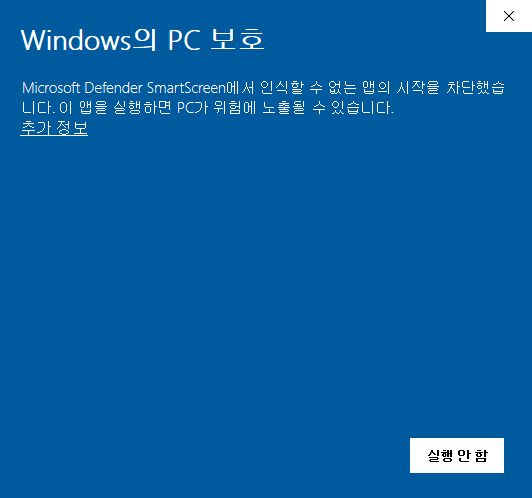 Windows의 PC 보호
Microsoft Defender SmartScreen에서 인식할 수 없는 앱의 시작을 차단했습
니다. 이 앱을 실행하면 PC가 위험에 노출될 수 있습니다.
추가 정보
실행 안 함